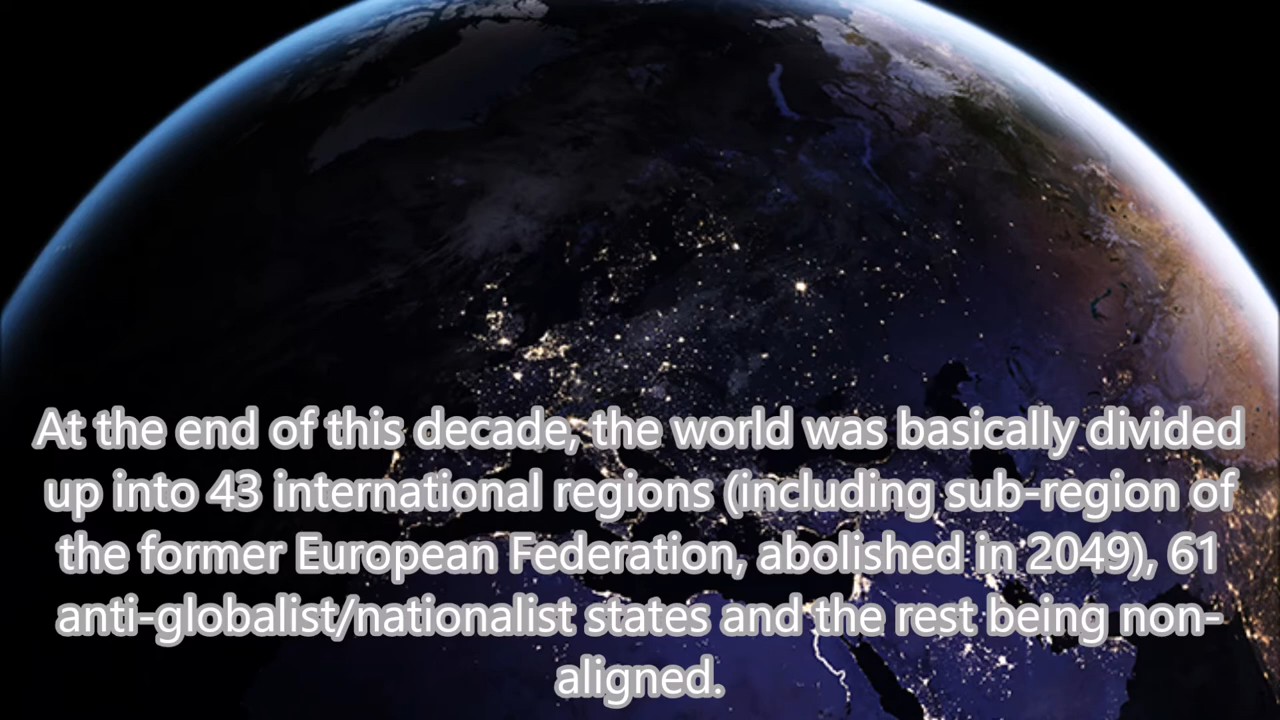 At the end of this decade, the world was basically divided
up into 43 international regions (including sub-region of
the former European Federation, abolished in 2049), 61
anti-globalist/nationalist states and the rest being non-
aligned.